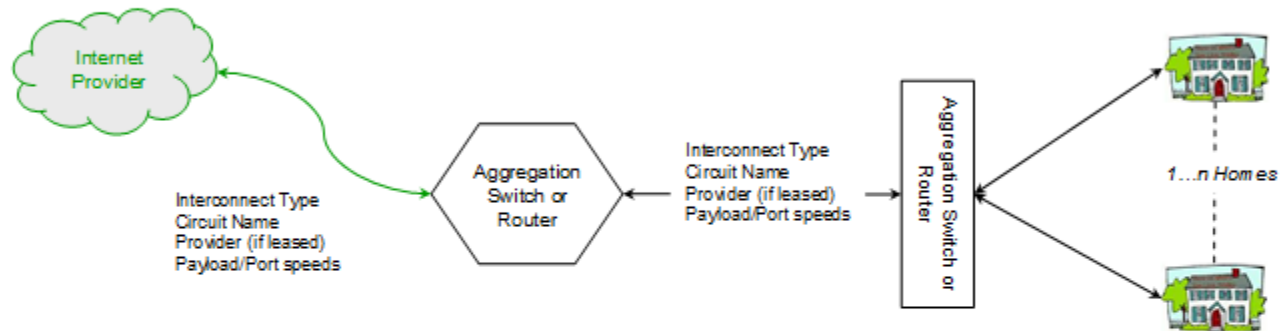 Internet
Provider
Interconnect Type
Circuit Name
Provider (if leased)
Payload/Port speeds
Aggregation
Switch or
Router
Interconnect Type
Circuit Name
Provider (if leased)
Payload/Port speeds
Aggregation Switch or
Router
1...n Homes